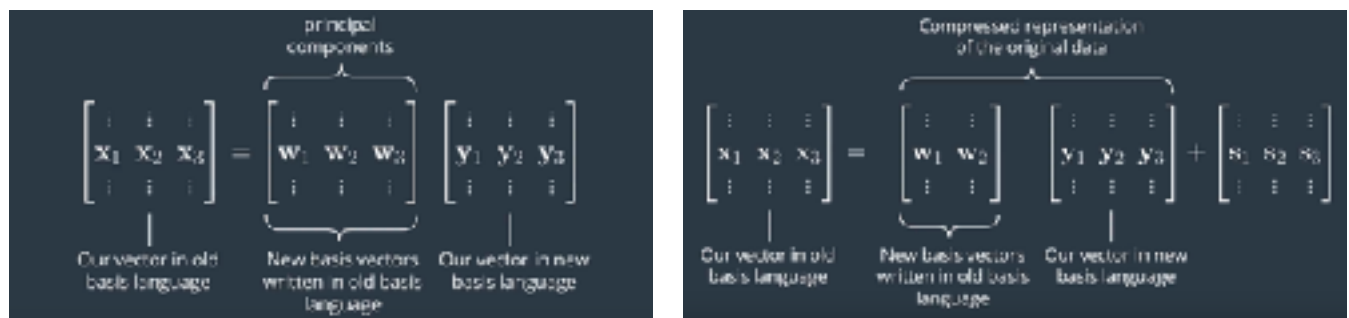 principal
components
⋮ ⋮ ⋮ ⋮ ⋮ ⋮ ⋮ ⋮ ⋮
x₁ x₂ x₃ = w₁ w₂ w₃ y₁ y₂ y₃
⋮ ⋮ ⋮ ⋮ ⋮ ⋮ ⋮ ⋮ ⋮
Our vector in old
basis language
New basis vectors
written in old basis
language
Our vector in new
basis language
Compressed representation
of the original data
⋮ ⋮ ⋮ ⋮ ⋮ ⋮ ⋮ ⋮ ⋮ ⋮ ⋮
x₁ x₂ x₃ = w₁ w₂ y₁ y₂ y₃ + s₁ s₂ s₃
⋮ ⋮ ⋮ ⋮ ⋮ ⋮ ⋮ ⋮ ⋮ ⋮ ⋮
Our vector in old
basis language
New basis vectors
written in old basis
language
Our vector in new
basis language